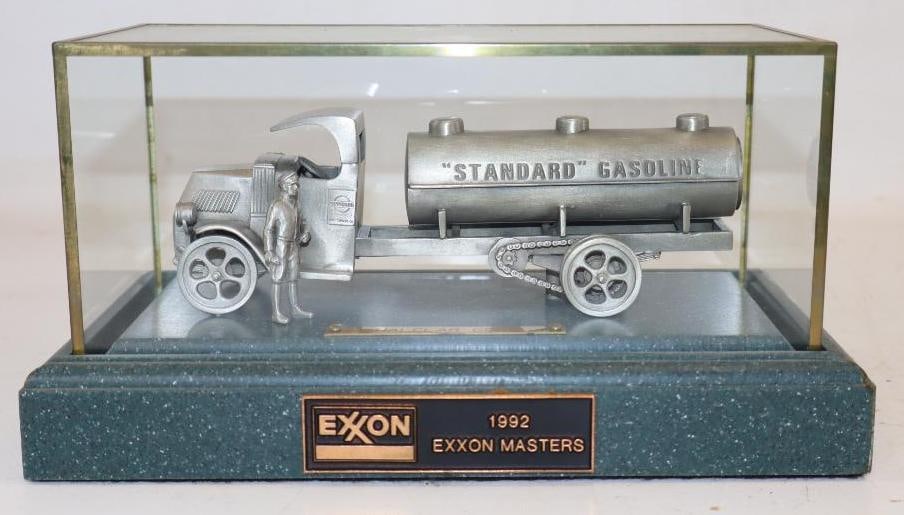 "STANDARD" GASOLINE
EXXON
1992
EXXON MASTERS